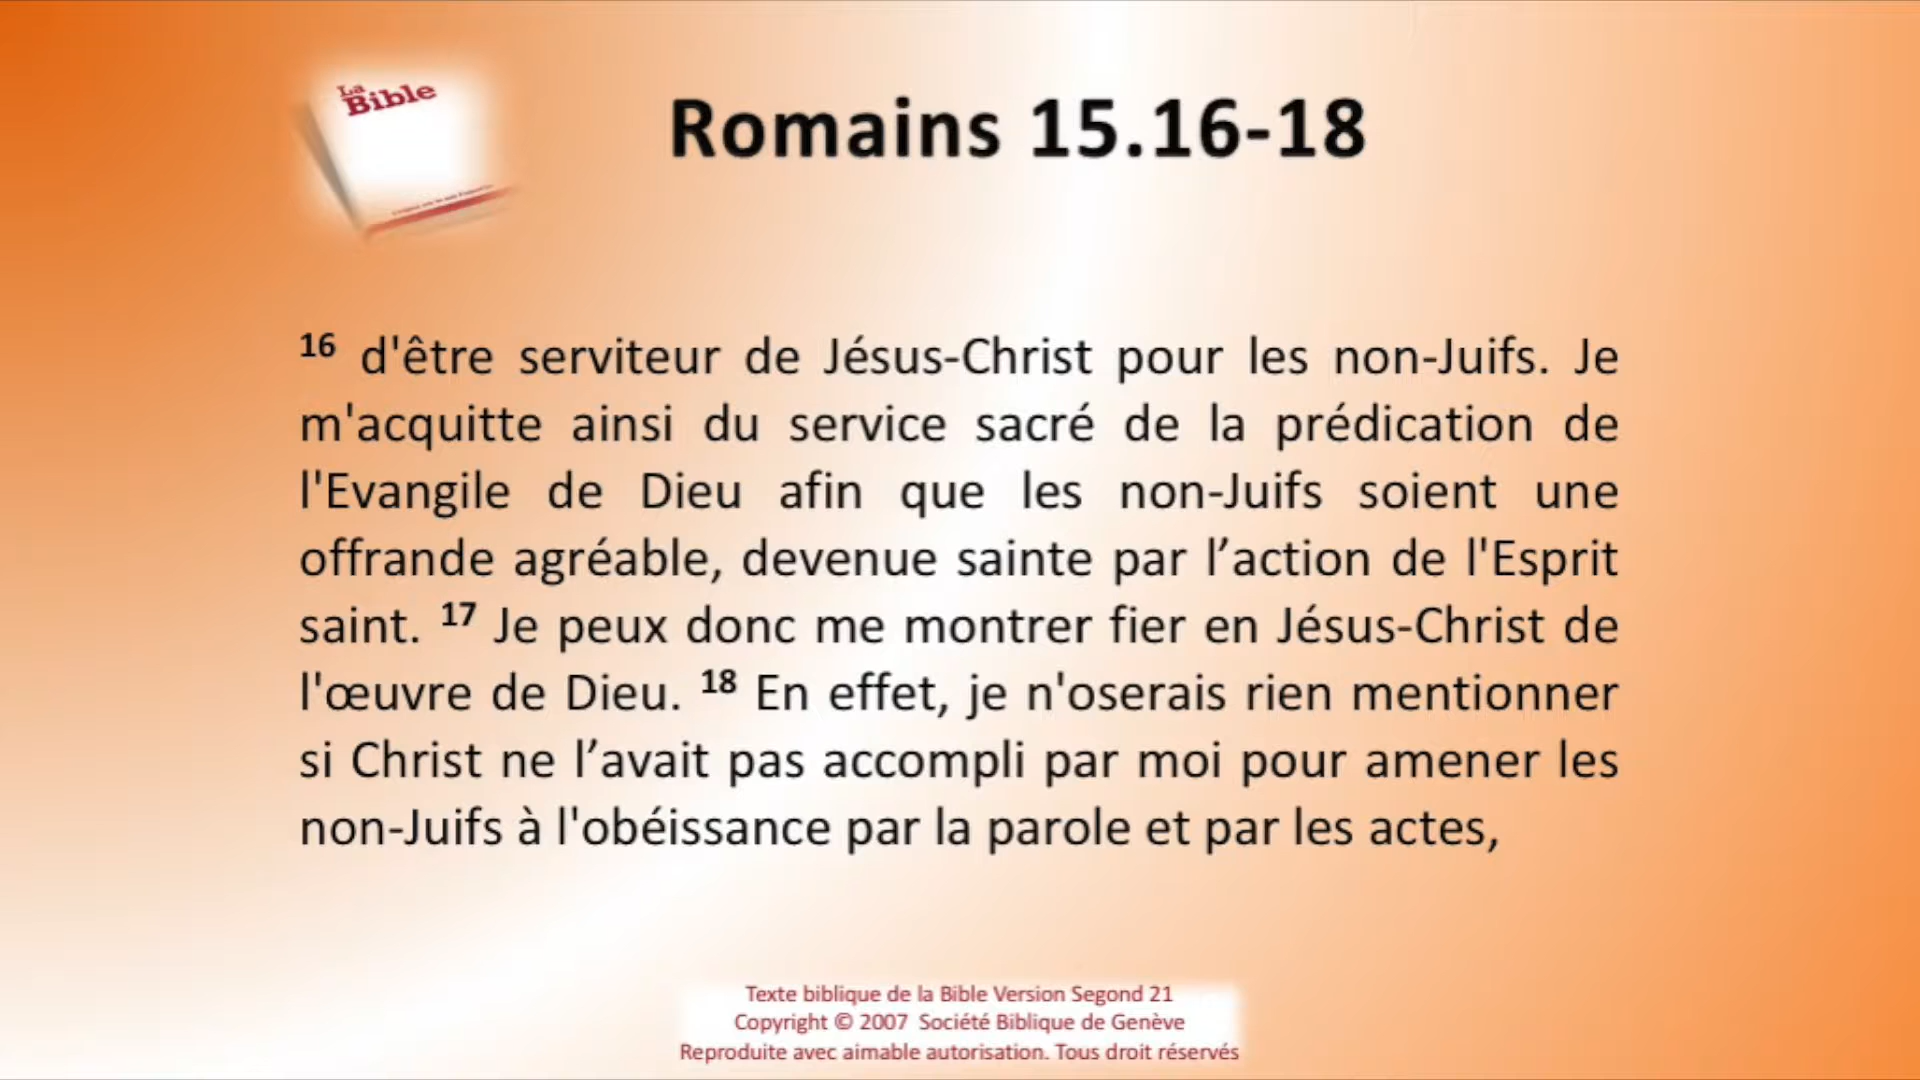 La
Bible
Romains 15.16-18
16 d'être serviteur de Jésus-Christ pour les non-Juifs. Je
m'acquitte ainsi du service sacré de la prédication de
l'Evangile de Dieu afin que les non-Juifs soient une
offrande agréable, devenue sainte par l’action de l'Esprit
saint. 17 Je peux donc me montrer fier en Jésus-Christ de
l'œuvre de Dieu. 18 En effet, je n'oserais rien mentionner
si Christ ne l’avait pas accompli par moi pour amener les
non-Juifs à l'obéissance par la parole et par les actes,
Texte biblique de la Bible Version Segond 21
Copyright © 2007 Société Biblique de Genève
Reproduite avec aimable autorisation. Tous droit réservés